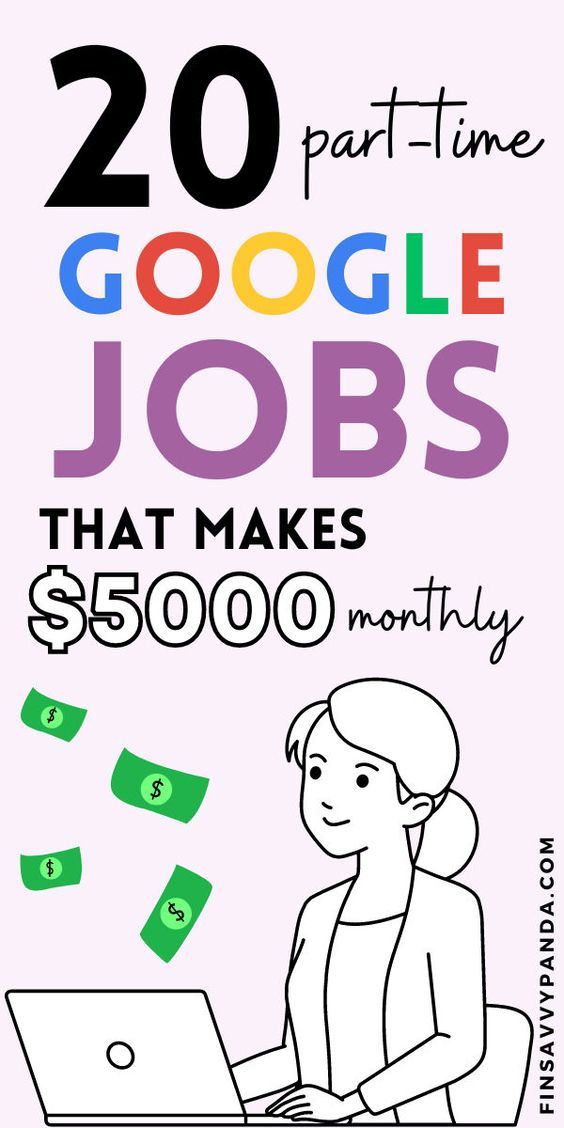 20 part-time
GOOGLE
JOBS
THAT MAKES
$5000 monthly
$
$
$
$
FINSAVVYPANDA.COM